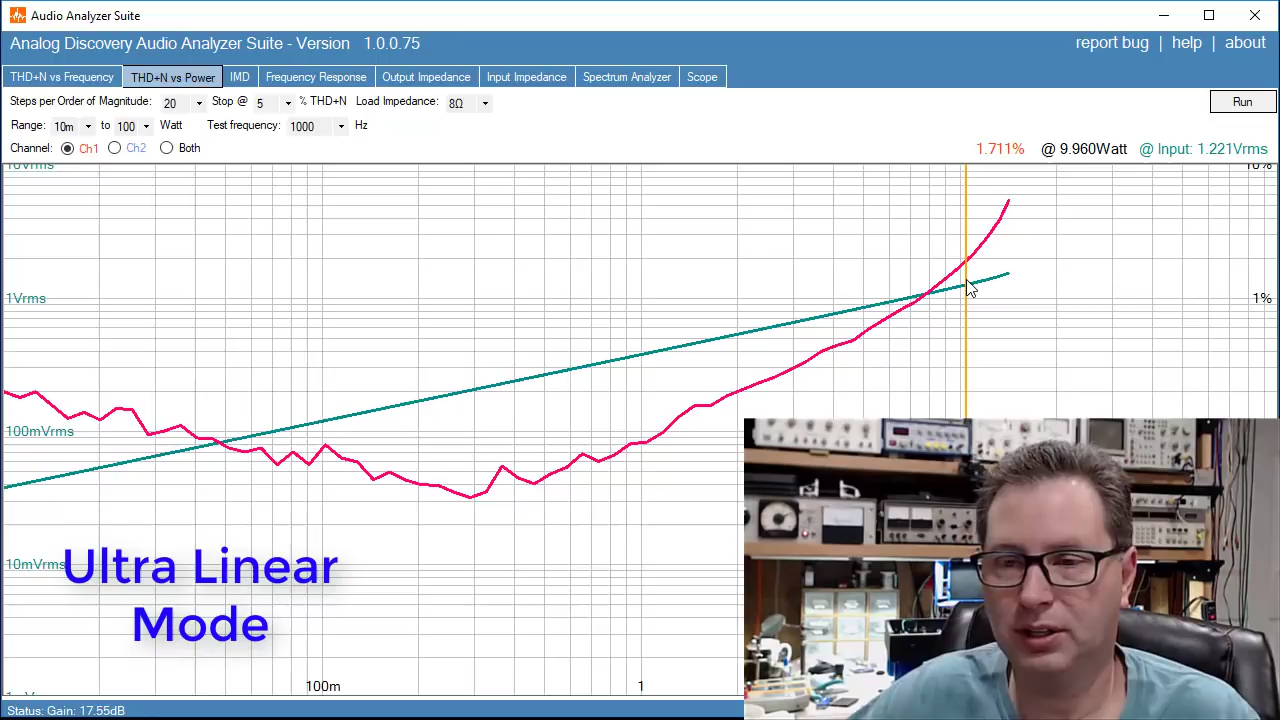 Audio Analyzer Suite
Analog Discovery Audio Analyzer Suite - Version 1.0.0.75
report bug | help | about
THD+N vs Frequency THD+N vs Power IMD Frequency Response Output Impedance Input Impedance Spectrum Analyzer Scope
Steps per Order of Magnitude: 20 Stop @ 5 % THD+N Load Impedance: 8Ω Run
Range: 10m to 100 Watt Test frequency: 1000 Hz
Channel: Ch1 Ch2 Both 1.711% @ 9.960Watt @ Input: 1.221Vrms
10Vrms 10%
1Vrms 1%
100mVrms
10mVrms
Ultra Linear
Mode
100m 1
Status: Gain: 17.55dB